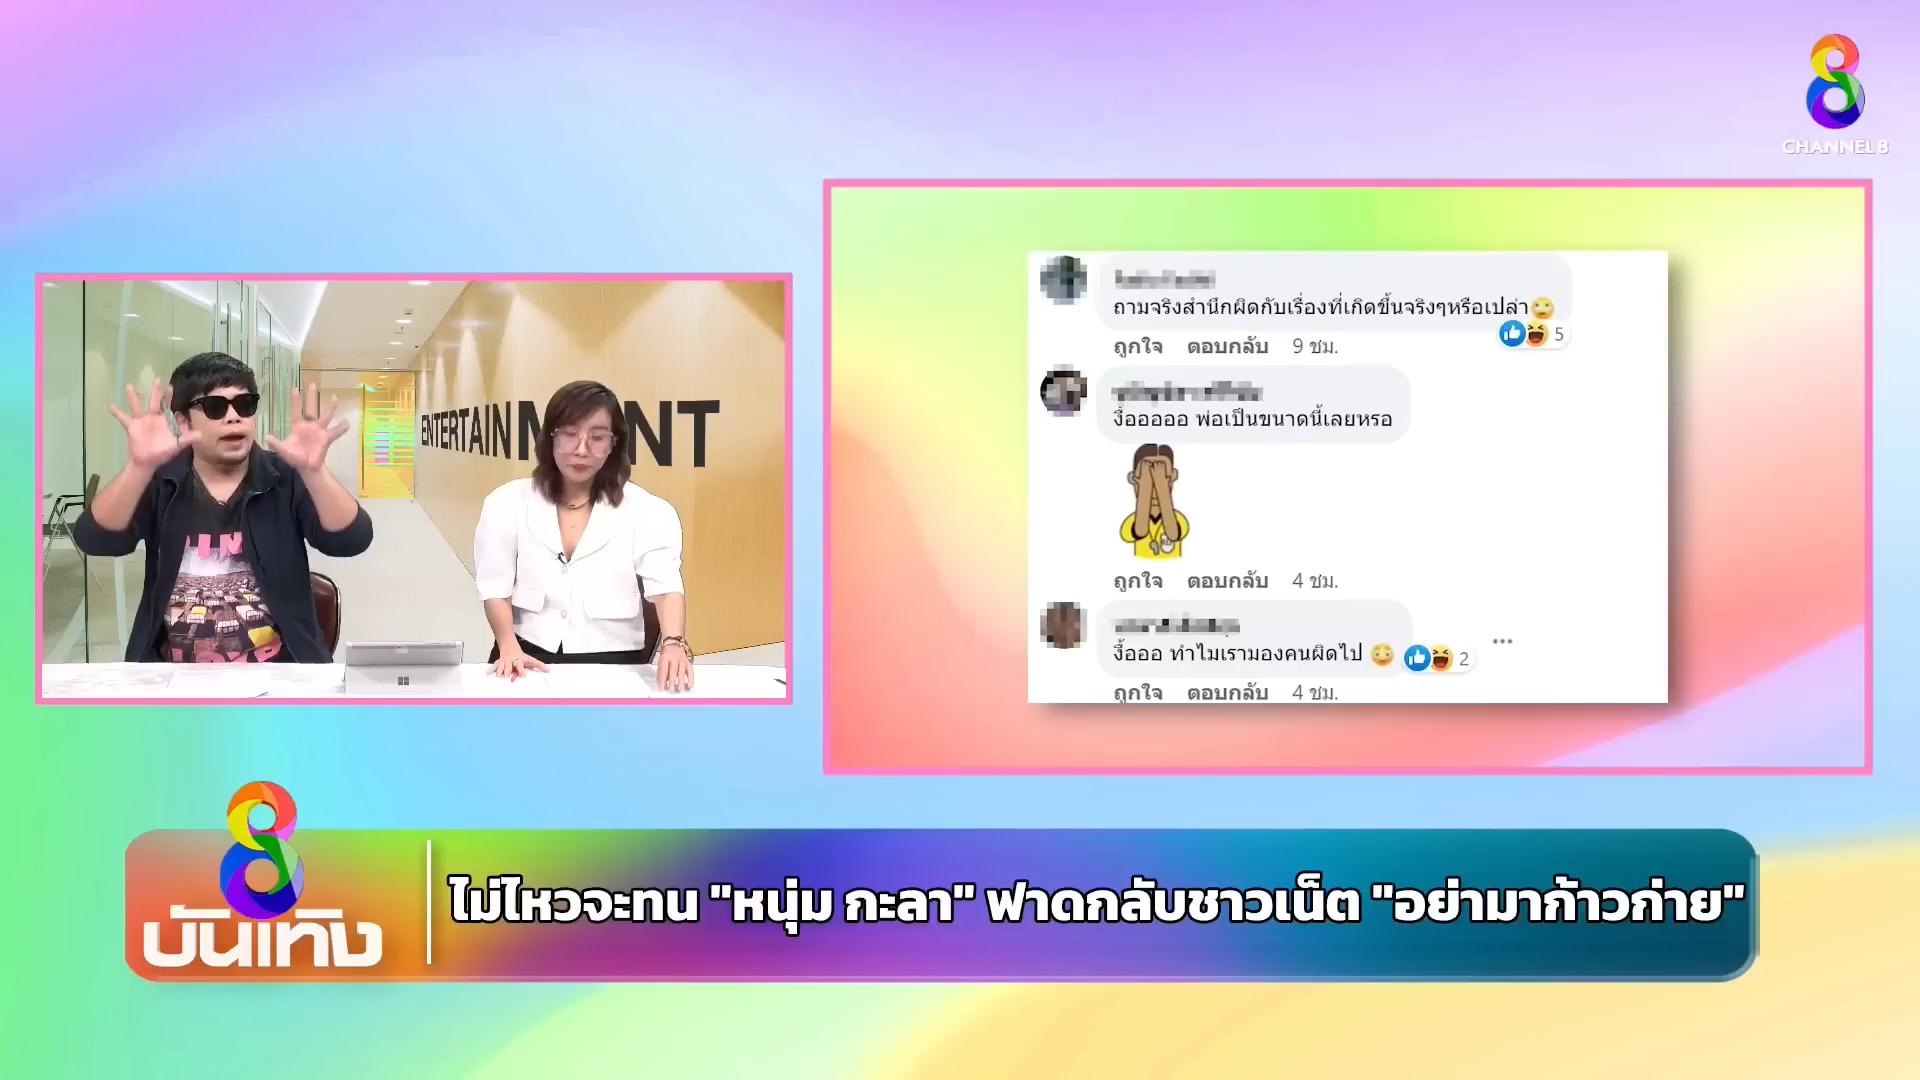 CHANNEL 8
ENTERTAINMENT
ถามจริงสำนึกผิดกับเรื่องที่เกิดขึ้นจริงๆหรือเปล่า
5
ถูกใจ ตอบกลับ 9 ชม.
งื้อออออ พ่อเป็นขนาดนี้เลยหรอ
ถูกใจ ตอบกลับ 4 ชม.
งื้อออ ทำไมเรามองคนผิดไป
2
ถูกใจ ตอบกลับ 4 ชม.
8
บันเทิง
ไม่ไหวจะทน "หนุ่ม กะลา" ฟาดกลับชาวเน็ต "อย่ามาก้าวก่าย"